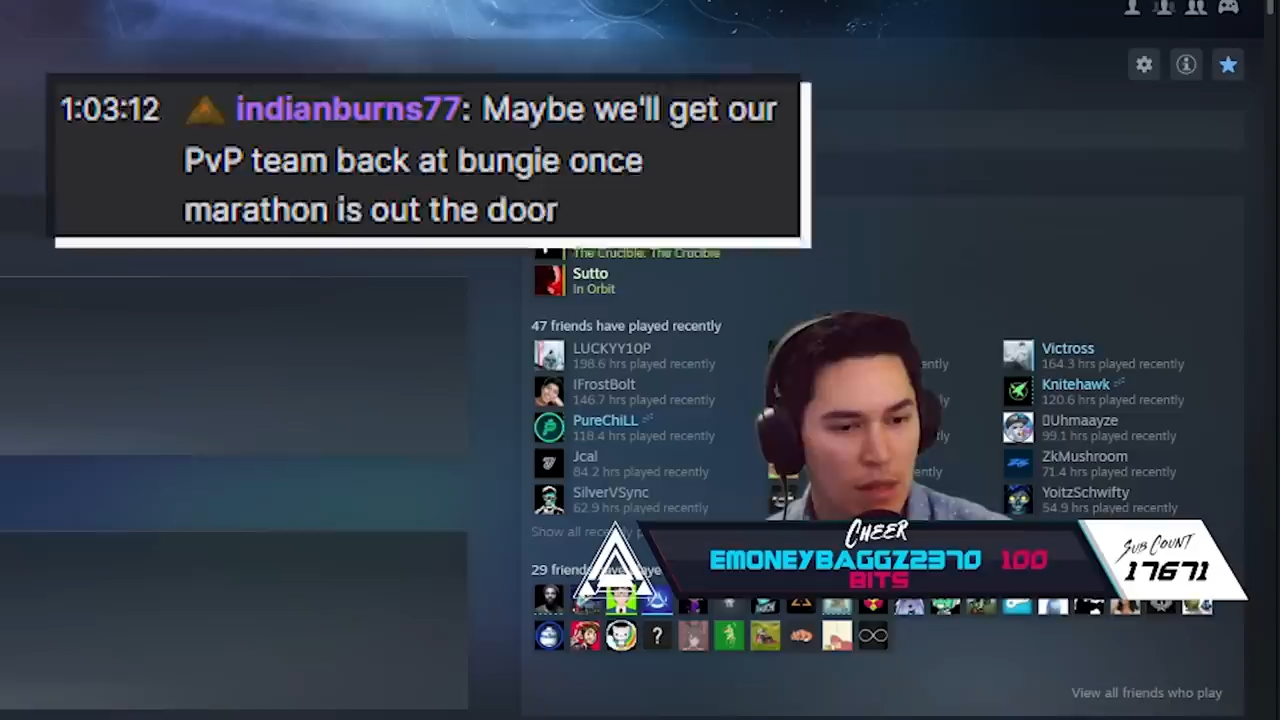 1:03:12 indianburns77: Maybe we'll get our
PvP team back at bungie once
marathon is out the door
The Crucible: The Crucible
Sutto
In Orbit
47 friends have played recently
LUCKYY10P
198.6 hrs played recently
Victross
164.3 hrs played recently
IFrostBolt
146.7 hrs played recently
Knitehawk
120.6 hrs played recently
PureChiLL
118.4 hrs played recently
Uhmaayze
99.1 hrs played recently
Jcal
84.2 hrs played recently
ZkMushroom
71.4 hrs played recently
SilverVSync
62.9 hrs played recently
YoitzSchwifty
54.9 hrs played recently
Show all
29 friends
CHEER
EMONEYBAGGZ2370 100
BITS
SUB COUNT
17671
View all friends who play